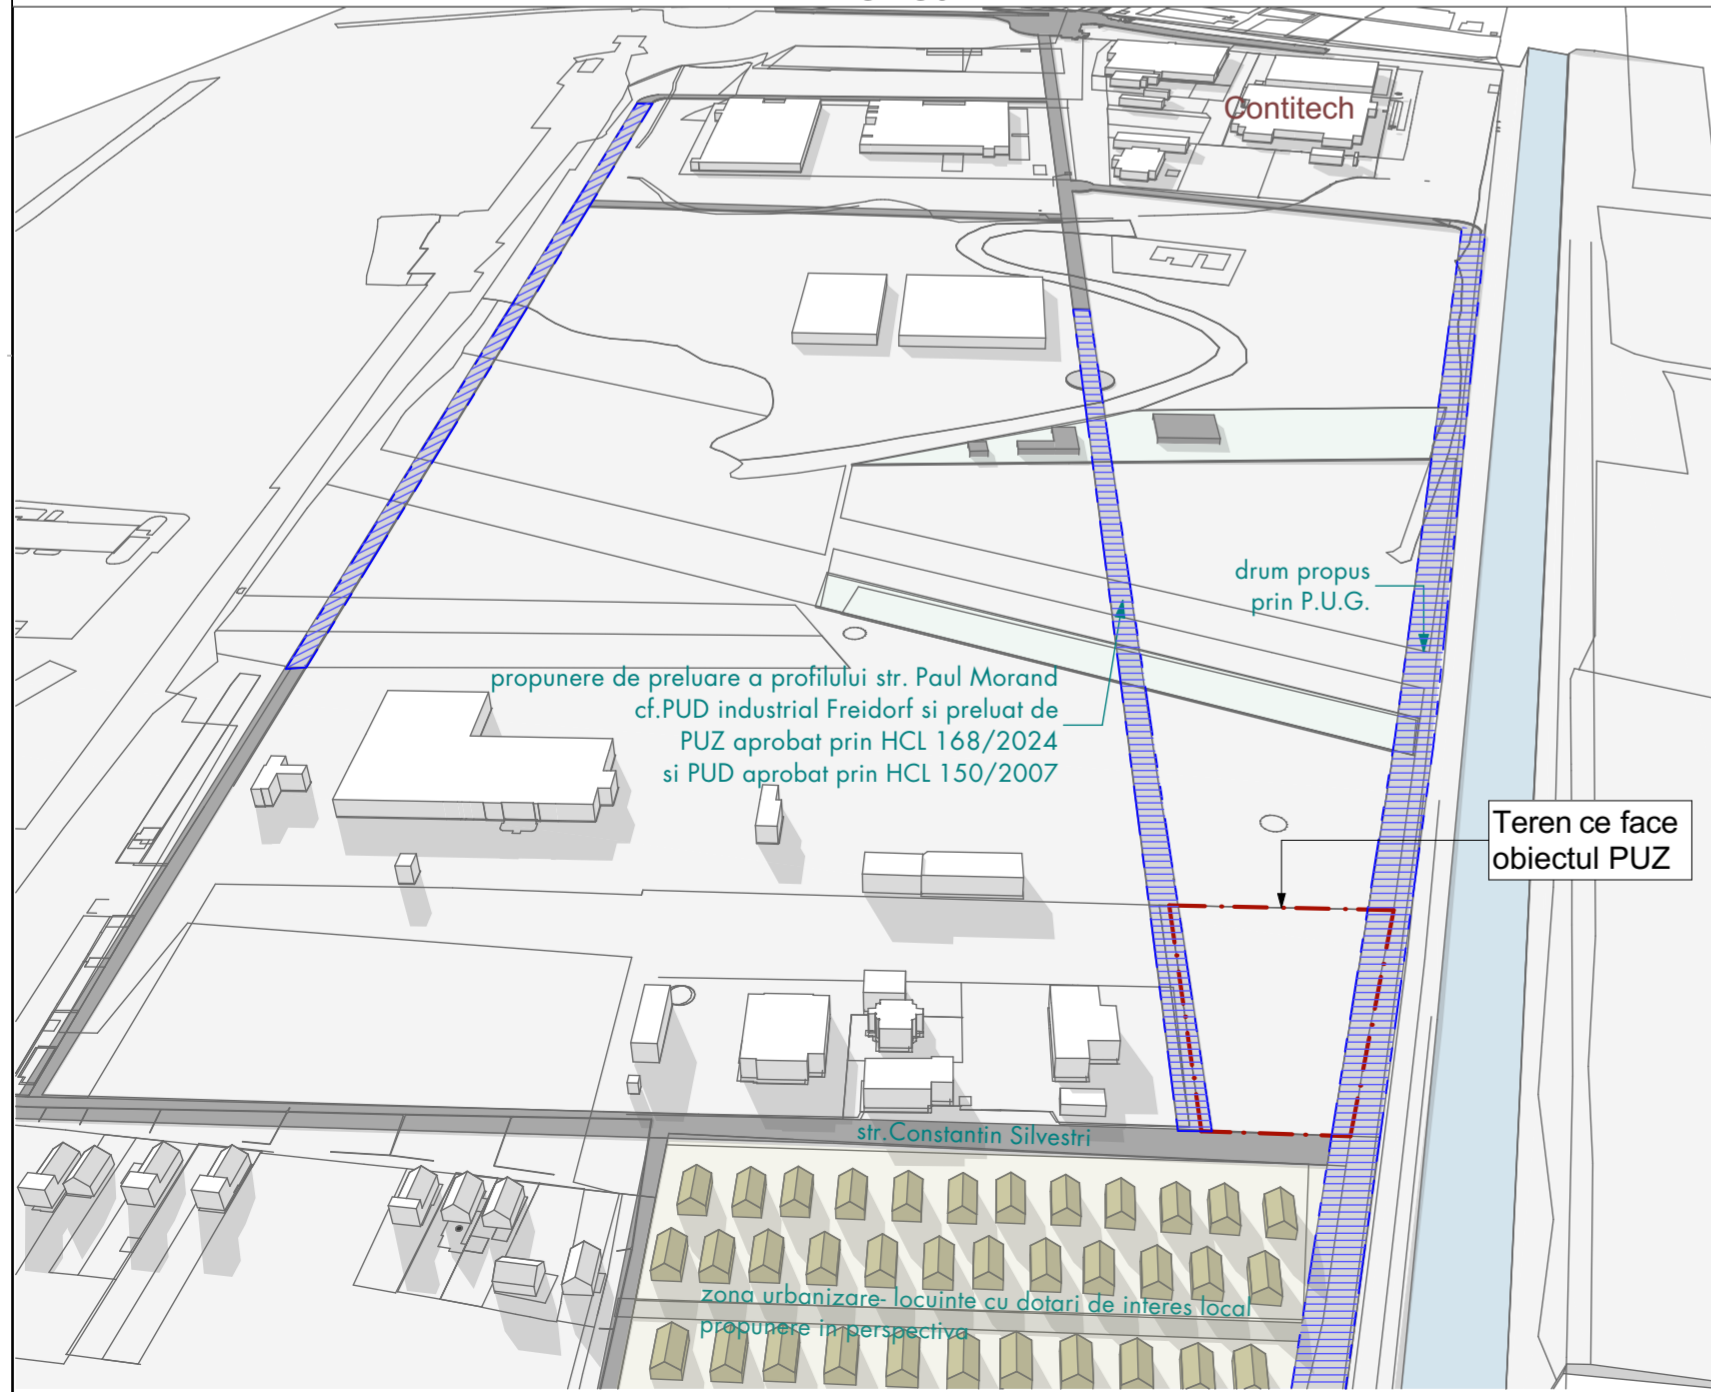 Contitech
drum propus
prin P.U.G.
propunere de preluare a profilului str. Paul Morand
cf.PUD industrial Freidorf si preluat de
PUZ aprobat prin HCL 168/2024
si PUD aprobat prin HCL 150/2007
Teren ce face
obiectul PUZ
str.Constantin Silvestri
zona urbanizare- locuinte cu dotari de interes local
propunere in perspectiva